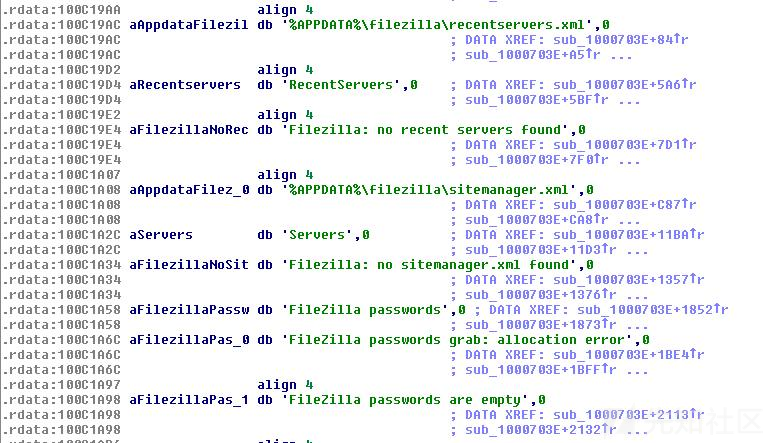 .rdata:100C19AA align 4
.rdata:100C19AC aAppdataFilezil db '%APPDATA%\filezilla\recentservers.xml',0
.rdata:100C19AC ; DATA XREF: sub_1000703E+84↑r
.rdata:100C19AC ; sub_1000703E+A5↑r ...
.rdata:100C19D2 align 4
.rdata:100C19D4 aRecentservers db 'RecentServers',0 ; DATA XREF: sub_1000703E+5A6↑r
.rdata:100C19D4 ; sub_1000703E+5BF↑r ...
.rdata:100C19E2 align 4
.rdata:100C19E4 aFilezillaNoRec db 'Filezilla: no recent servers found',0
.rdata:100C19E4 ; DATA XREF: sub_1000703E+7D1↑r
.rdata:100C19E4 ; sub_1000703E+7F0↑r ...
.rdata:100C1A07 align 4
.rdata:100C1A08 aAppdataFilez_0 db '%APPDATA%\filezilla\sitemanager.xml',0
.rdata:100C1A08 ; DATA XREF: sub_1000703E+C87↑r
.rdata:100C1A08 ; sub_1000703E+CA8↑r ...
.rdata:100C1A2C aServers db 'Servers',0 ; DATA XREF: sub_1000703E+11BA↑r
.rdata:100C1A2C ; sub_1000703E+11D3↑r ...
.rdata:100C1A34 aFilezillaNoSit db 'Filezilla: no sitemanager.xml found',0
.rdata:100C1A34 ; DATA XREF: sub_1000703E+1357↑r
.rdata:100C1A34 ; sub_1000703E+1376↑r ...
.rdata:100C1A58 aFilezillaPassw db 'FileZilla passwords',0 ; DATA XREF: sub_1000703E+1852↑r
.rdata:100C1A58 ; sub_1000703E+1873↑r ...
.rdata:100C1A6C aFilezillaPas_0 db 'FileZilla passwords grab: allocation error',0
.rdata:100C1A6C ; DATA XREF: sub_1000703E+1BE4↑r
.rdata:100C1A6C ; sub_1000703E+1BFF↑r ...
.rdata:100C1A97 align 4
.rdata:100C1A98 aFilezillaPas_1 db 'FileZilla passwords are empty',0
.rdata:100C1A98 ; DATA XREF: sub_1000703E+2113↑r
.rdata:100C1A98 ; sub_1000703E+2132↑r ...